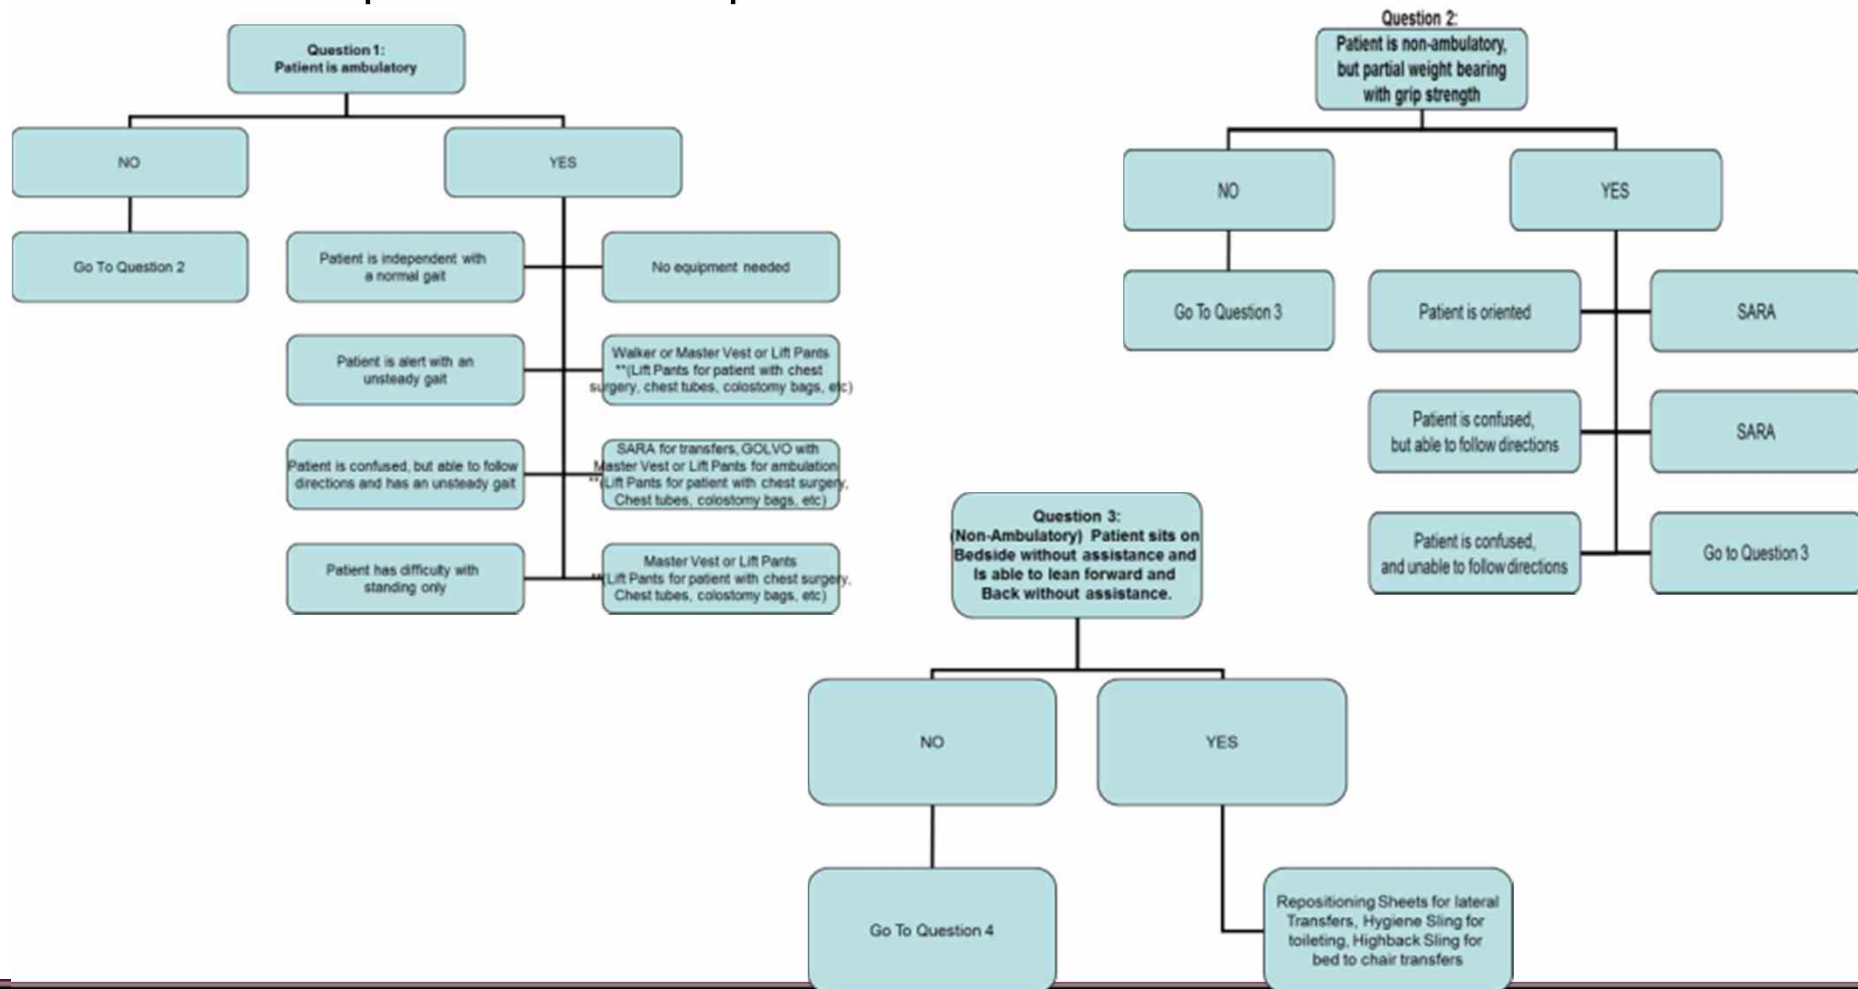 Question 1:
Patient is ambulatory
NO
YES
Go To Question 2
Patient is independent with
a normal gait
No equipment needed
Patient is alert with an
unsteady gait
Walker or Master Vest or Lift Pants
**(Lift Pants for patient with chest
surgery, chest tubes, colostomy bags, etc)
Patient is confused, but able to follow
directions and has an unsteady gait
SARA for transfers, GOLVO with
Master Vest or Lift Pants for ambulation
**(Lift Pants for patient with chest surgery,
Chest tubes, colostomy bags, etc)
Patient has difficulty with
standing only
Master Vest or Lift Pants
**(Lift Pants for patient with chest surgery,
Chest tubes, colostomy bags, etc)
Question 2:
Patient is non-ambulatory,
but partial weight bearing
with grip strength
NO
YES
Go To Question 3
Patient is oriented
SARA
Patient is confused,
but able to follow directions
SARA
Patient is confused,
and unable to follow directions
Go to Question 3
Question 3:
(Non-Ambulatory) Patient sits on
Bedside without assistance and
Is able to lean forward and
Back without assistance.
NO
YES
Go To Question 4
Repositioning Sheets for lateral
Transfers, Hygiene Sling for
toileting, Highback Sling for
bed to chair transfers